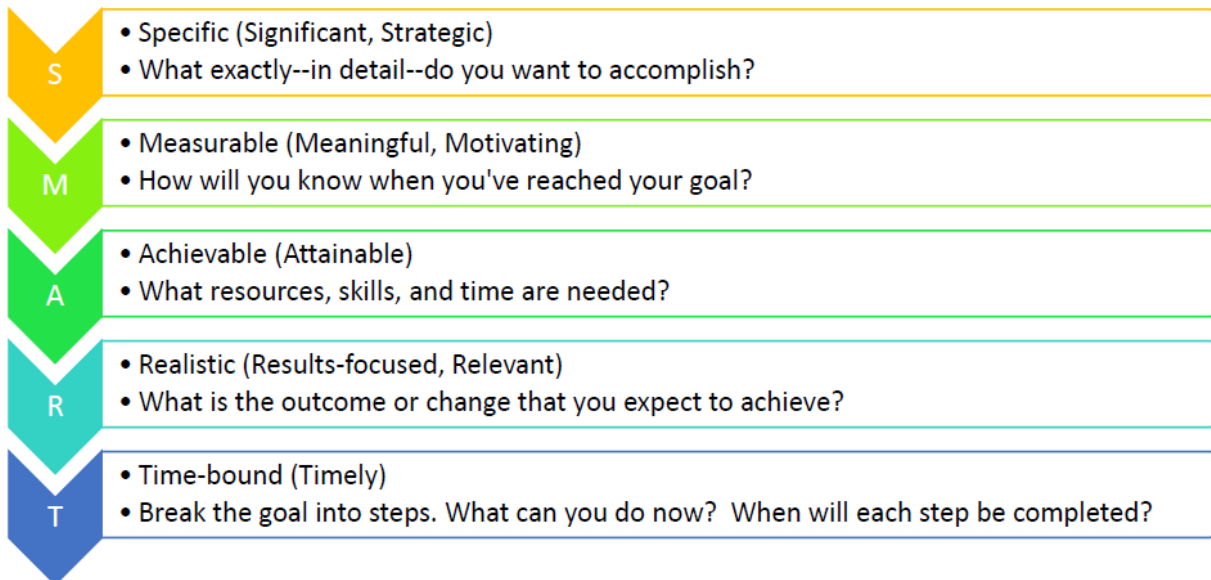 S
• Specific (Significant, Strategic)
• What exactly--in detail--do you want to accomplish?
M
• Measurable (Meaningful, Motivating)
• How will you know when you've reached your goal?
A
• Achievable (Attainable)
• What resources, skills, and time are needed?
R
• Realistic (Results-focused, Relevant)
• What is the outcome or change that you expect to achieve?
T
• Time-bound (Timely)
• Break the goal into steps. What can you do now?  When will each step be completed?